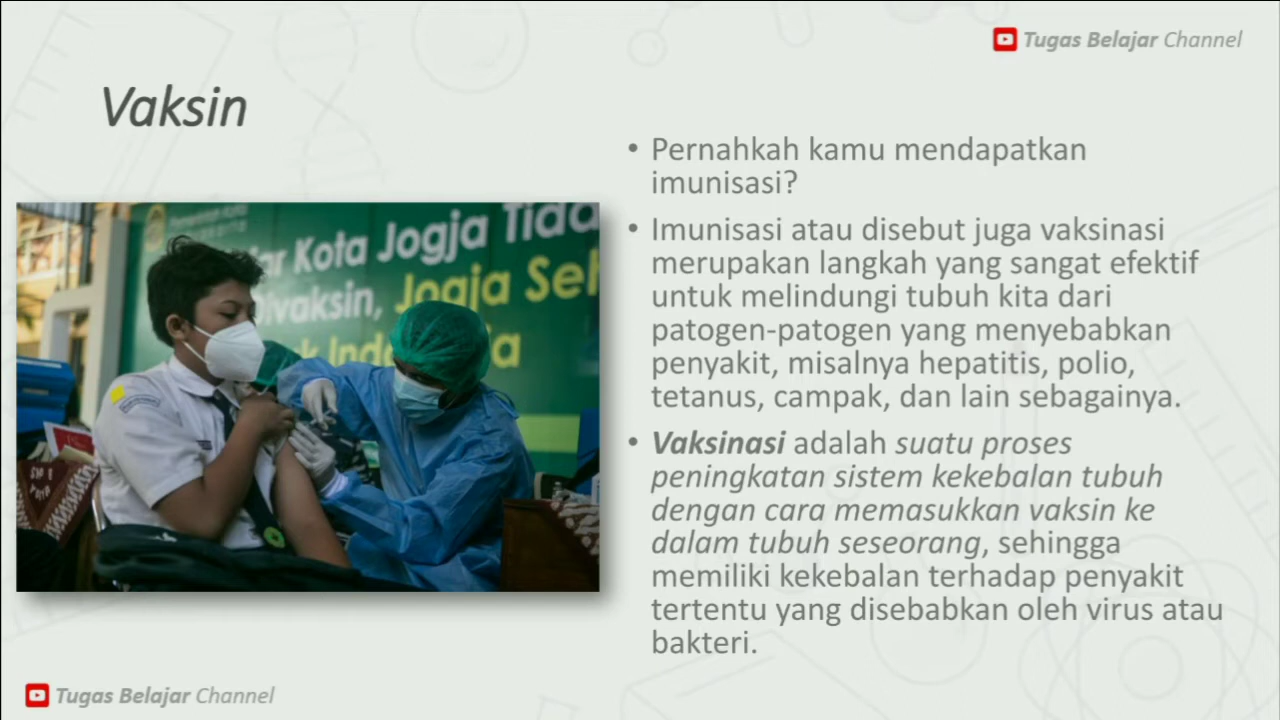 Tugas Belajar Channel
Vaksin
• Pernahkah kamu mendapatkan
imunisasi?
• Imunisasi atau disebut juga vaksinasi
merupakan langkah yang sangat efektif
untuk melindungi tubuh kita dari
patogen-patogen yang menyebabkan
penyakit, misalnya hepatitis, polio,
tetanus, campak, dan lain sebagainya.
• Vaksinasi adalah suatu proses
peningkatan sistem kekebalan tubuh
dengan cara memasukkan vaksin ke
dalam tubuh seseorang, sehingga
memiliki kekebalan terhadap penyakit
tertentu yang disebabkan oleh virus atau
bakteri.
Kota Jogja
Jogja
Tugas Belajar Channel